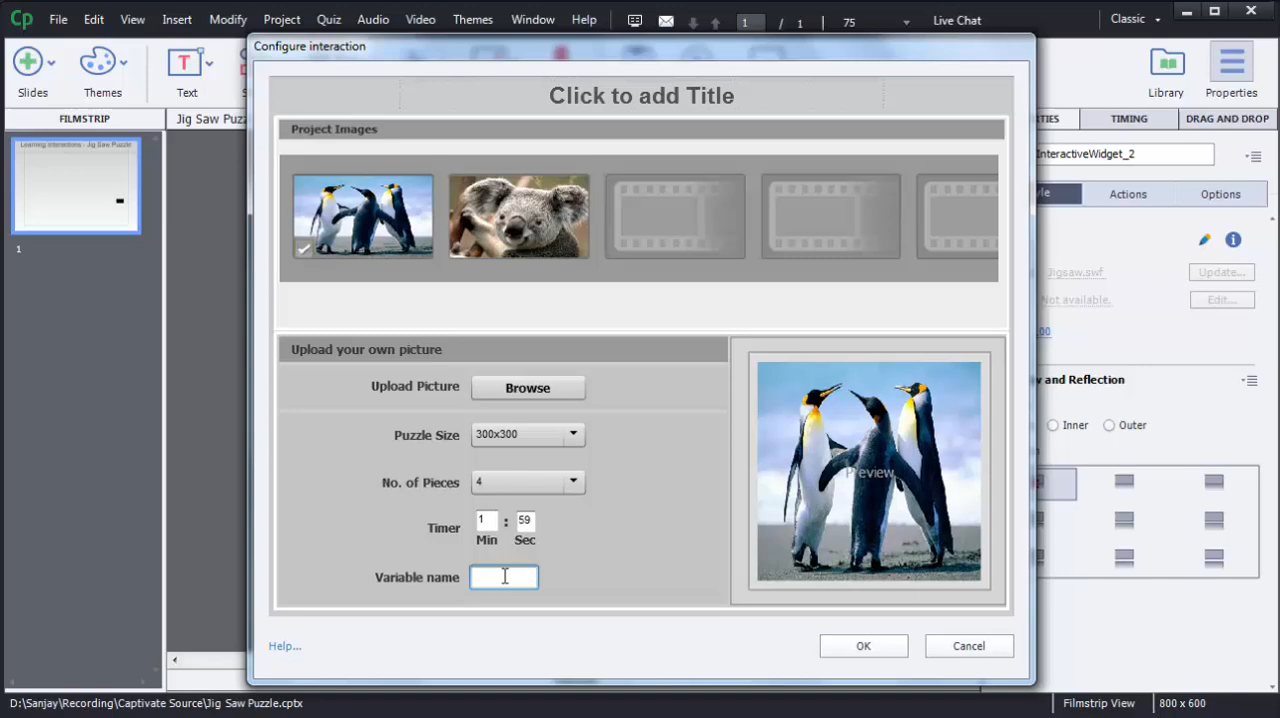 Cp File Edit View Insert Modify Project Quiz Audio Video Themes Window Help 1 / 1 75 Live Chat Classic
Slides Themes Text Library Properties
Configure interaction
FILMSTRIP Jig Saw Puz TIMING DRAG AND DROP
Learning Interactions - Jig Saw Puzzle
1
Click to add Title
Project Images
Upload your own picture
Upload Picture Browse
Puzzle Size 300x300
No. of Pieces 4
Timer 1 : 59
Min Sec
Variable name
Preview
Help... OK Cancel
InteractiveWidget_2
Actions Options
Jigsaw.swf Update...
Not available. Edit...
and Reflection
Inner Outer
D:\Sanjay\Recording\Captivate Source\Jig Saw Puzzle.cptx Filmstrip View 800 x 600